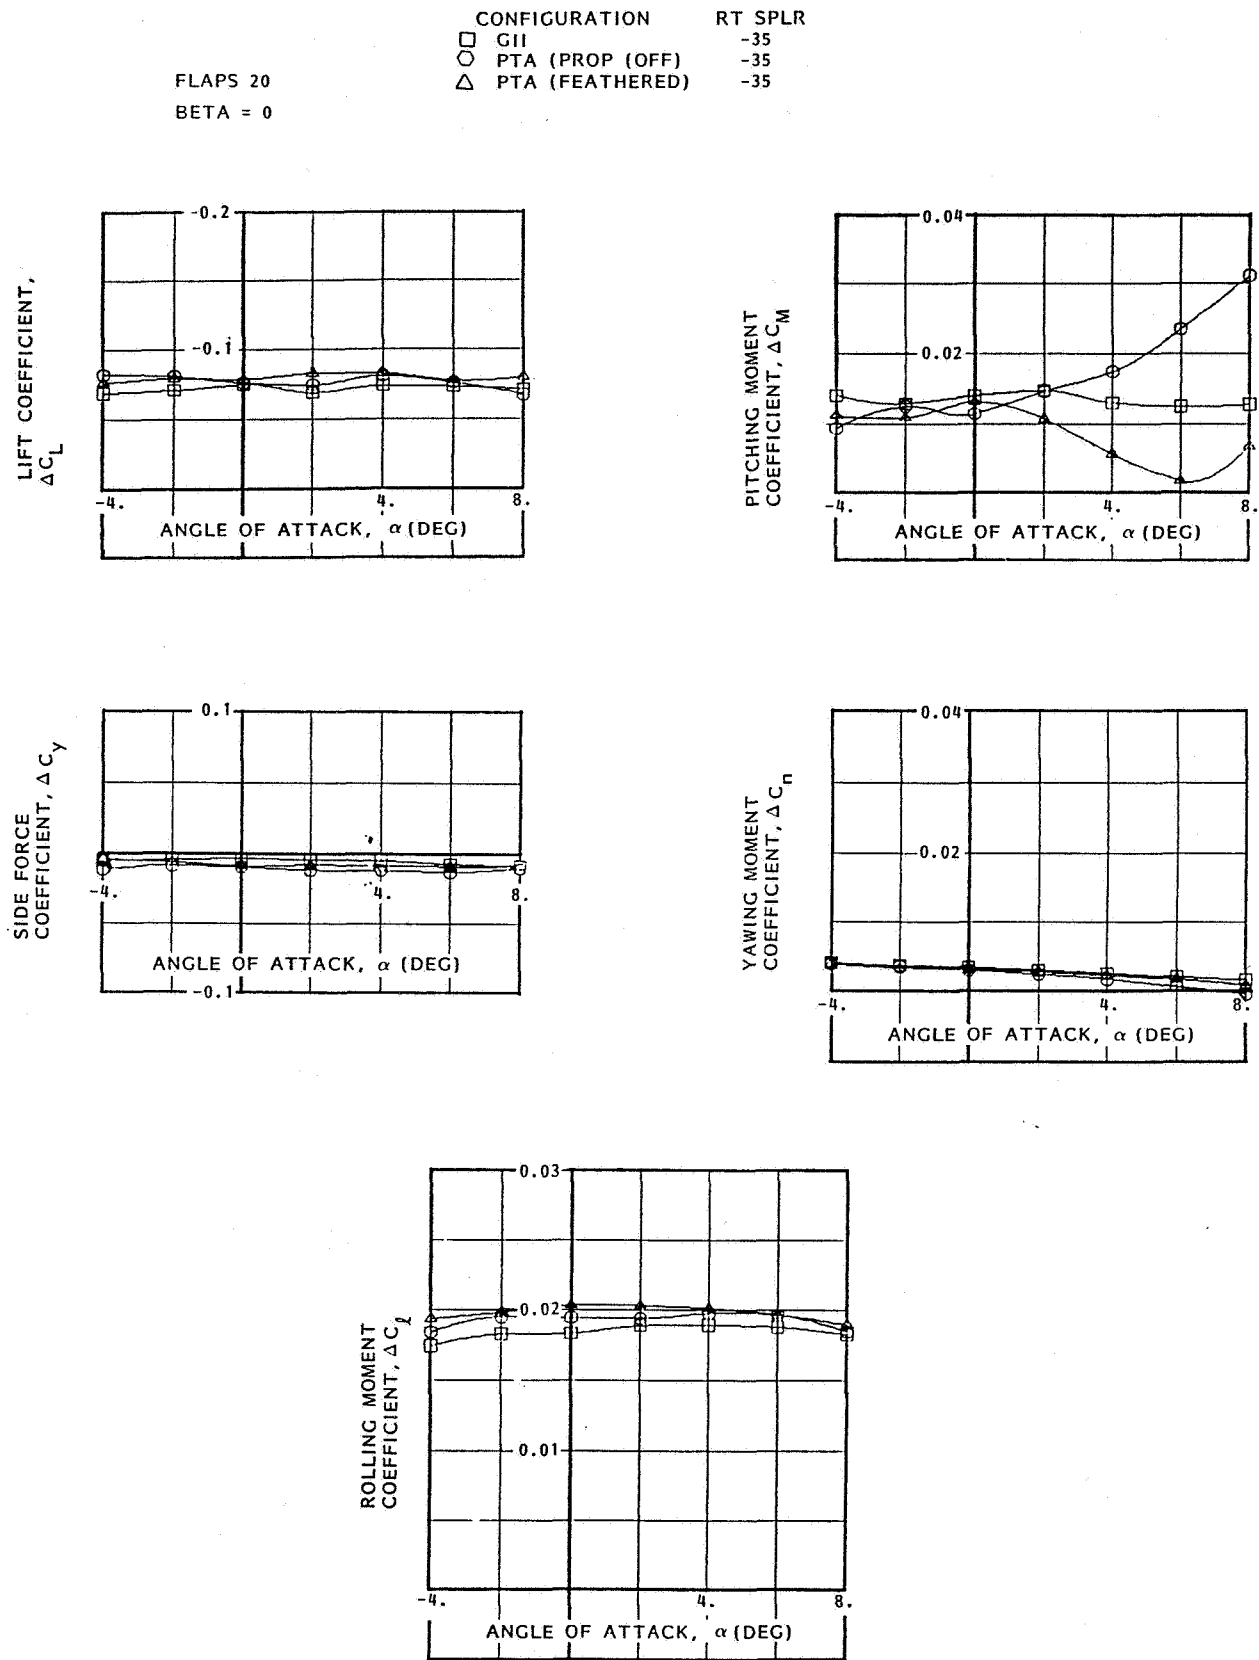 CONFIGURATION RT SPLR
GII -35
PTA (PROP (OFF) -35
PTA (FEATHERED) -35
FLAPS 20
BETA = 0
-0.2
-0.1
LIFT COEFFICIENT,
ΔC_L
-4. 4. 8.
ANGLE OF ATTACK, α (DEG)
0.04
0.02
PITCHING MOMENT
COEFFICIENT, ΔC_M
-4. 4. 8.
ANGLE OF ATTACK, α (DEG)
0.1
SIDE FORCE
COEFFICIENT, ΔC_y
-4. 4. 8.
ANGLE OF ATTACK, α (DEG)
-0.1
0.04
0.02
YAWING MOMENT
COEFFICIENT, ΔC_n
-4. 4. 8.
ANGLE OF ATTACK, α (DEG)
0.03
0.02
ROLLING MOMENT
COEFFICIENT, ΔC_ℓ
0.01
-4. 4. 8.
ANGLE OF ATTACK, α (DEG)